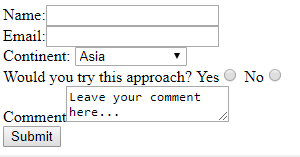 Name:
Email:
Continent: Asia
Would you try this approach? Yes No
Leave your comment
here...
Comment
Submit